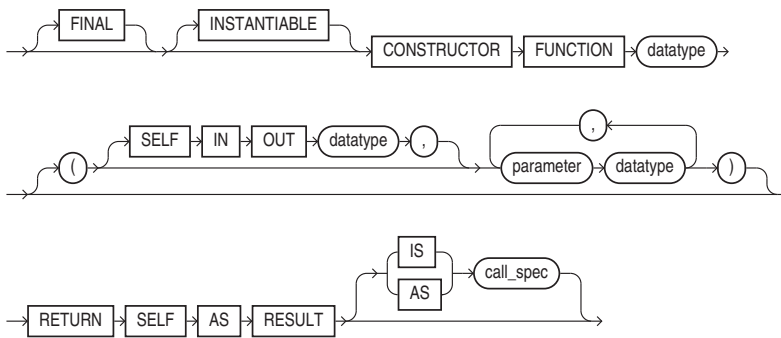 FINAL INSTANTIABLE
CONSTRUCTOR FUNCTION datatype
,
( SELF IN OUT datatype , parameter datatype )
IS
RETURN SELF AS RESULT AS call_spec